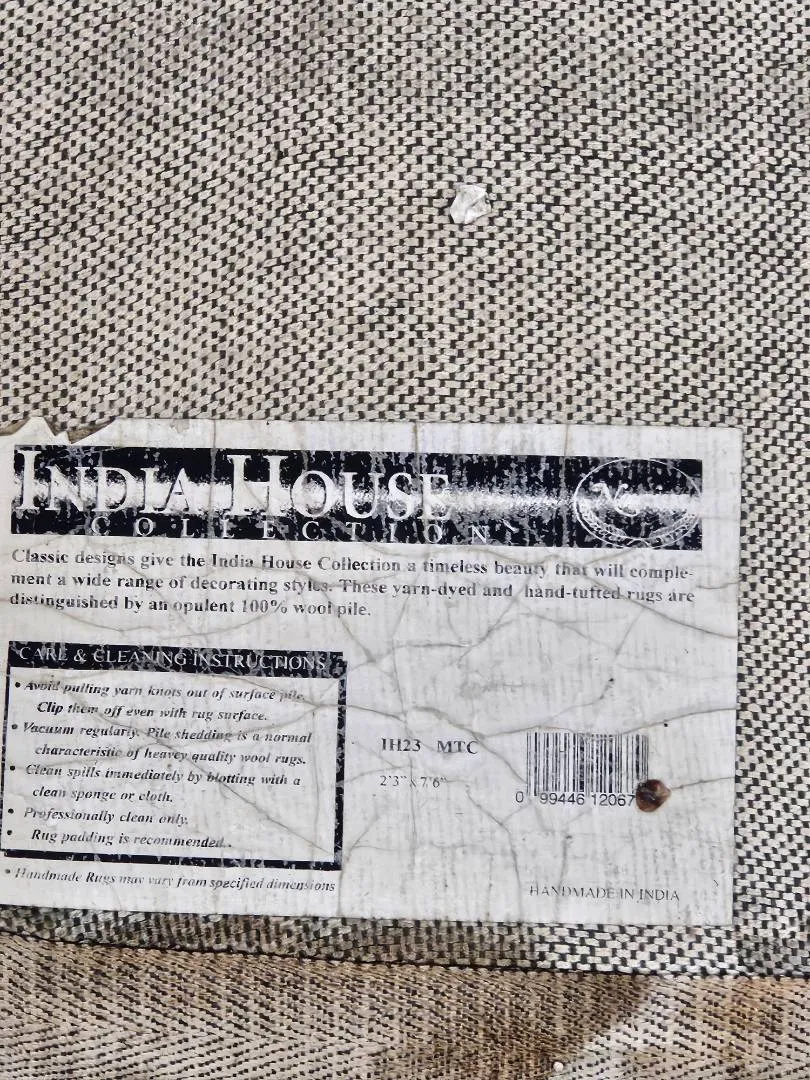 INDIA HOUSE
COLLECTION
Classic designs give the India House Collection a timeless beauty that will comple-
ment a wide range of decorating styles. These yarn-dyed and hand-tufted rugs are
distinguished by an opulent 100% wool pile.
CARE & CLEANING INSTRUCTIONS
• Avoid pulling yarn knots out of surface pile.
Clip them off even with rug surface.
• Vacuum regularly. Pile shedding is a normal
characteristic of heavey quality wool rugs.
• Clean spills immediately by blotting with a
clean sponge or cloth.
• Professionally clean only.
• Rug padding is recommended..
• Handmade Rugs may vary from specified dimensions
IH23 MTC
2'3" x 7'6"
0 99446 12067
HANDMADE IN INDIA